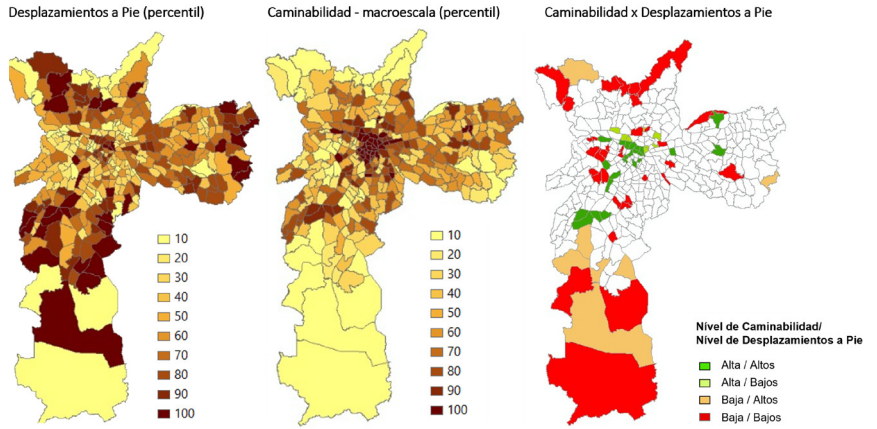 Desplazamientos a Pie (percentil)
Caminabilidad - macroescala (percentil)
Caminabilidad x Desplazamientos a Pie
10
20
30
40
50
60
70
80
90
100
10
20
30
40
50
60
70
80
90
100
Nível de Caminabilidad/
Nível de Desplazamientos a Pie
Alta / Altos
Alta / Bajos
Baja / Altos
Baja / Bajos